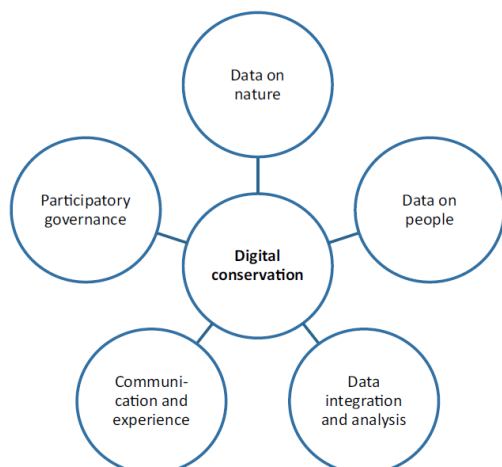 Data on
nature
Participatory
governance
Data on
people
Digital
conservation
Communi-
cation and
experience
Data
integration
and analysis